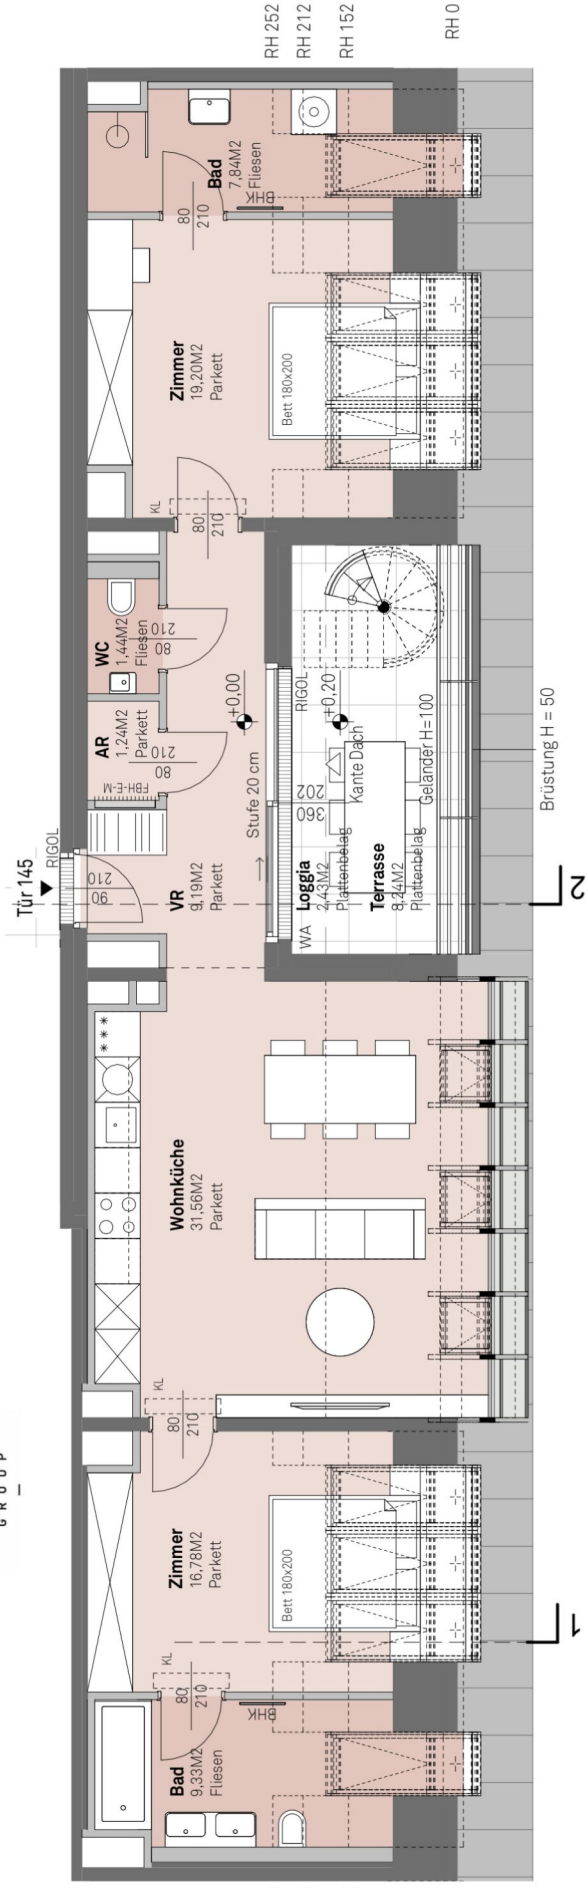 RH 252
RH 212
RH 152
RH 0
Bad
7,84M2
Fliesen
BHK
80
210
Zimmer
19,20M2
Parkett
Bett 180x200
KL
80
210
WC
1,44M2
Fliesen
80
210
AR
1,24M2
Parkett
80
210
FBH-E-M
±0,00
Stufe 20 cm
RIGOL
+0,20
Kante Dach
Geländer H=100
Brüstung H = 50
360
202
Loggia
2,43M2
Plattenbelag
Terrasse
8,24M2
Plattenbelag
WA
Tür 145
RIGOL
90
210
VR
9,19M2
Parkett
2
***
Wohnküche
31,56M2
Parkett
KL
80
210
Zimmer
16,78M2
Parkett
Bett 180x200
KL
80
210
1
BHK
Bad
9,33M2
Fliesen
GROUP